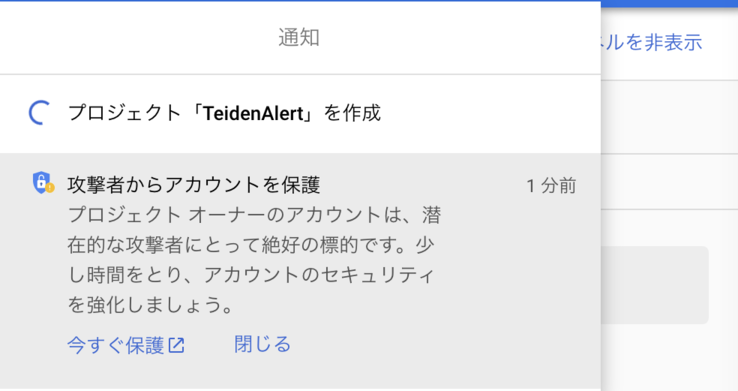 通知
ネルを非表示
プロジェクト「TeidenAlert」を作成
攻撃者からアカウントを保護
1 分前
プロジェクト オーナーのアカウントは、潜
在的な攻撃者にとって絶好の標的です。少
し時間をとり、アカウントのセキュリティ
を強化しましょう。
今すぐ保護
閉じる